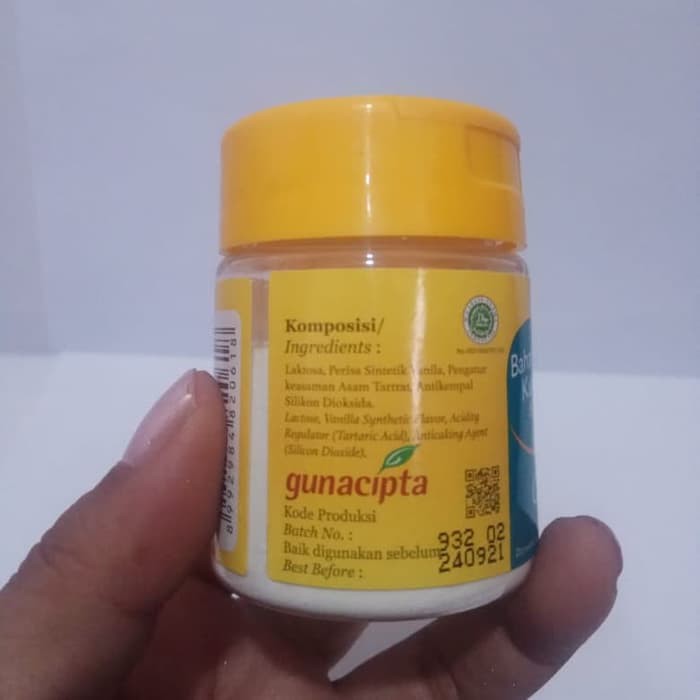 Komposisi/
Ingredients :
Laktosa, Perisa Sintetik Vanila, Pengatur
keasaman Asam Tartrat, Antikempal
Silikon Dioksida.
Lactose, Vanilla Synthetic Flavor, Acidity
Regulator (Tartaric Acid), Anticaking Agent
(Silicon Dioxide).
gunacipta
Kode Produksi
Batch No. :
Baik digunakan sebelum
Best Before :
932 02
240921
8992984820618